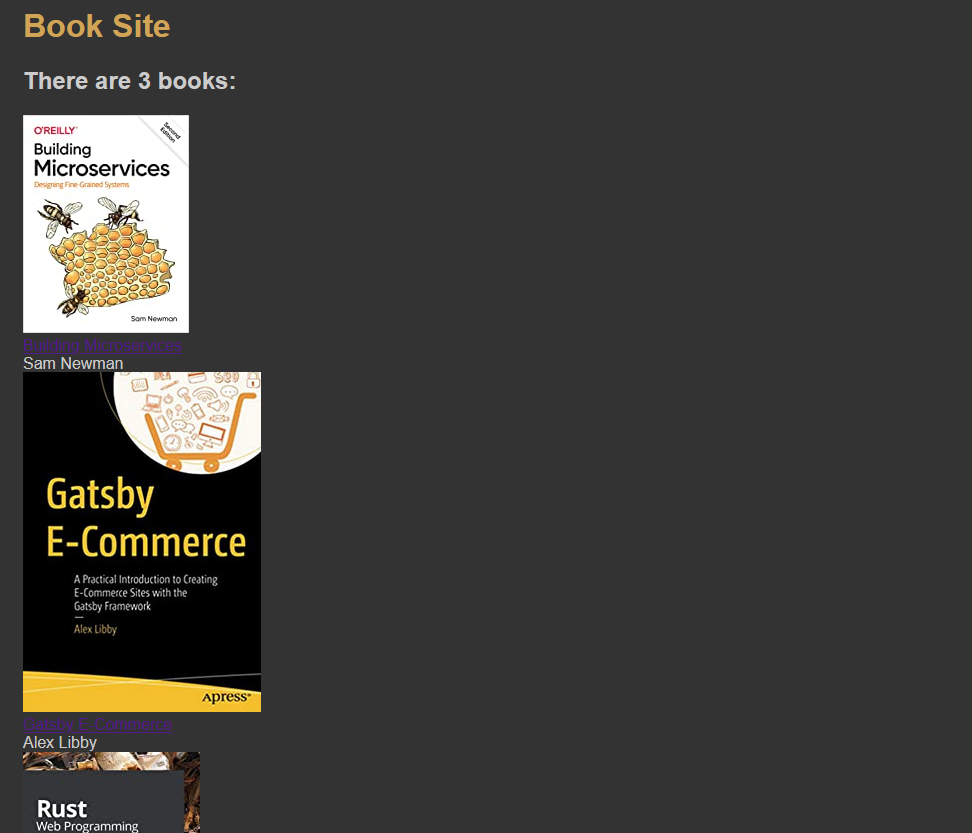 Book Site
There are 3 books:
O'REILLY®
Second
Edition
Building
Microservices
Designing Fine-Grained Systems
Sam Newman
Building Microservices
Sam Newman
Gatsby
E-Commerce
A Practical Introduction to Creating
E-Commerce Sites with the
Gatsby Framework
Alex Libby
Apress®
Gatsby E-Commerce
Alex Libby
Rust
Web Programming